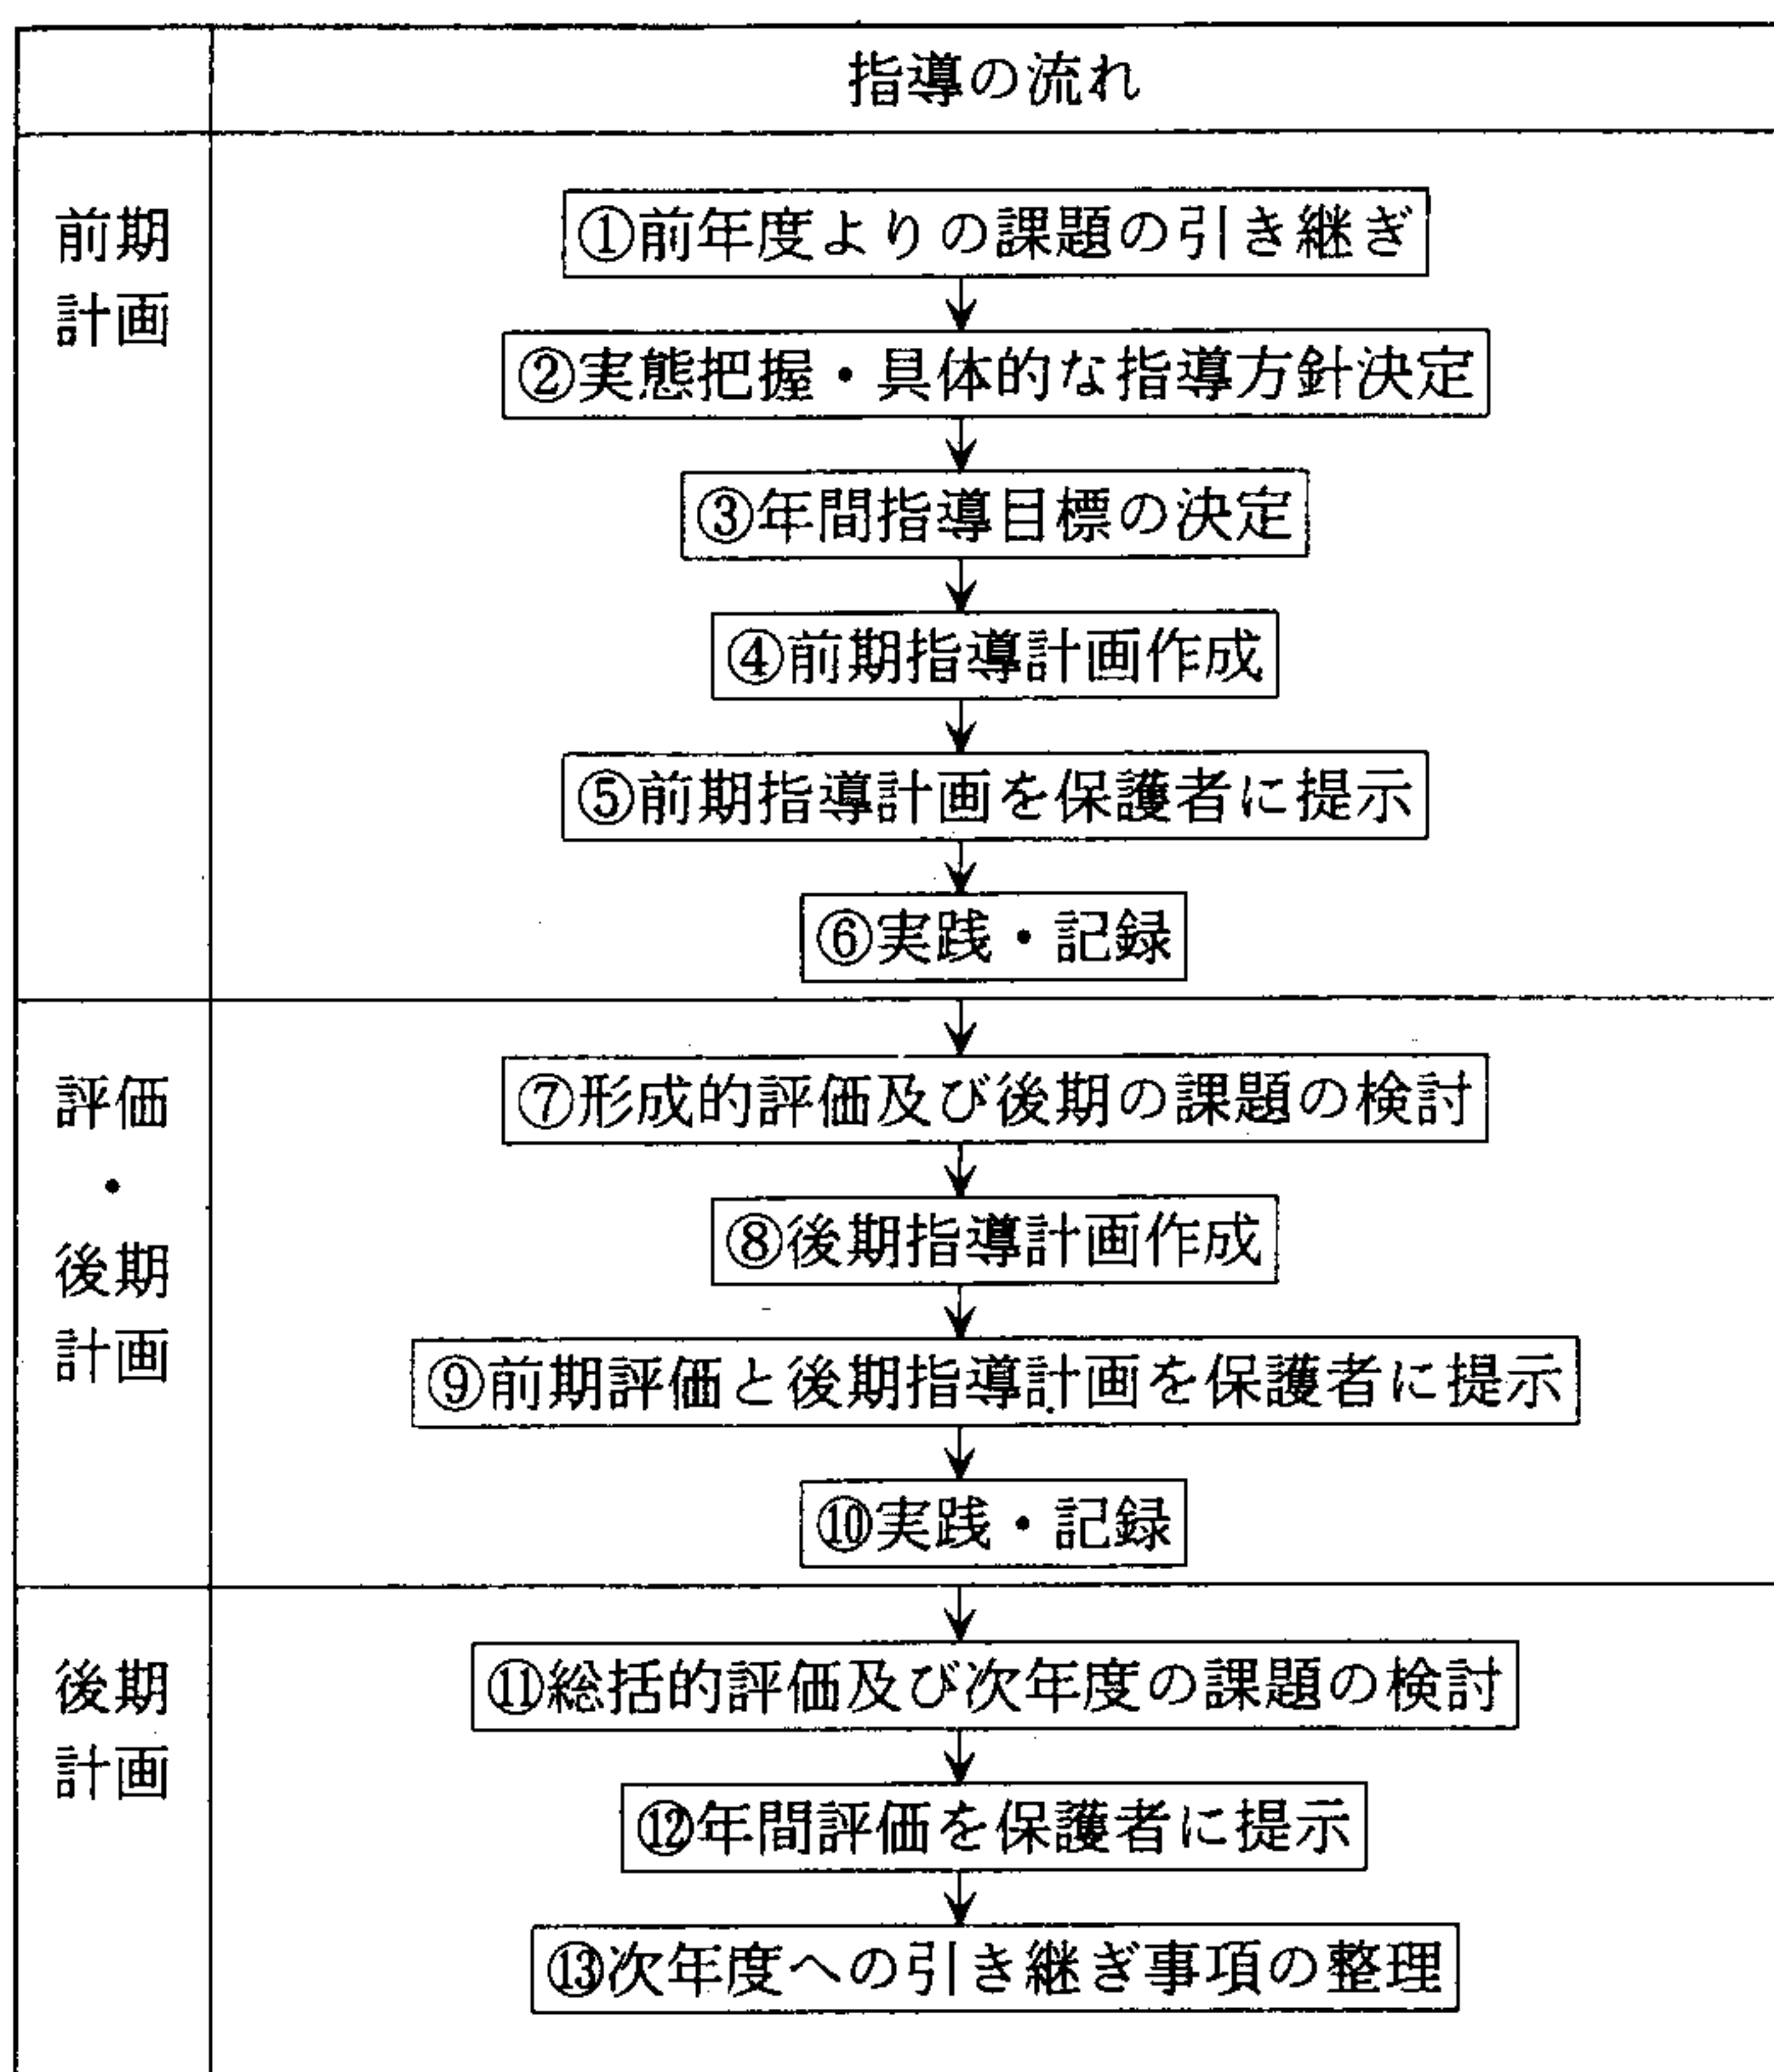 指導の流れ
前期
計画
①前年度よりの課題の引き継ぎ
②実態把握・具体的な指導方針決定
③年間指導目標の決定
④前期指導計画作成
⑤前期指導計画を保護者に提示
⑥実践・記録
評価
・
後期
計画
⑦形成的評価及び後期の課題の検討
⑧後期指導計画作成
⑨前期評価と後期指導計画を保護者に提示
⑩実践・記録
後期
計画
⑪総括的評価及び次年度の課題の検討
⑫年間評価を保護者に提示
⑬次年度への引き継ぎ事項の整理